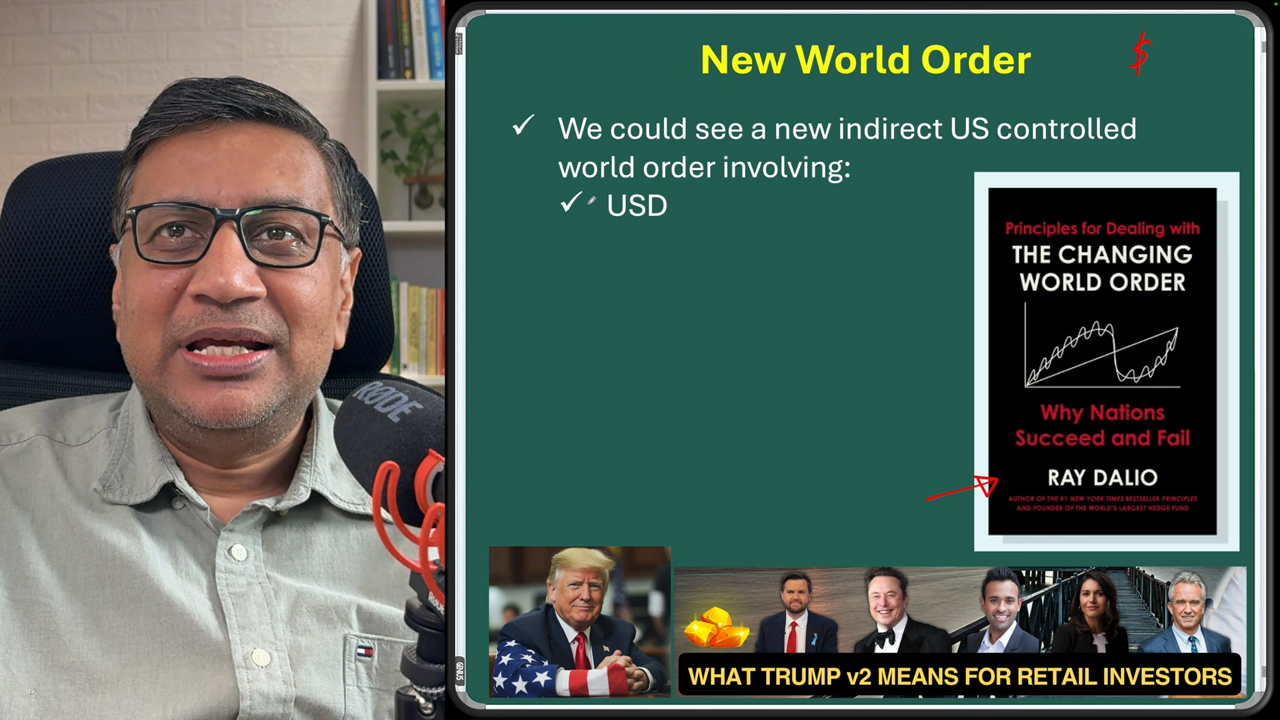 New World Order
$
✓ We could see a new indirect US controlled
world order involving:
✓ USD
Principles for Dealing with
THE CHANGING
WORLD ORDER
Why Nations
Succeed and Fail
RAY DALIO
AUTHOR OF THE #1 NEW YORK TIMES BESTSELLER PRINCIPLES
AND FOUNDER OF THE WORLD'S LARGEST HEDGE FUND
WHAT TRUMP v2 MEANS FOR RETAIL INVESTORS
RØDE
GENIUS